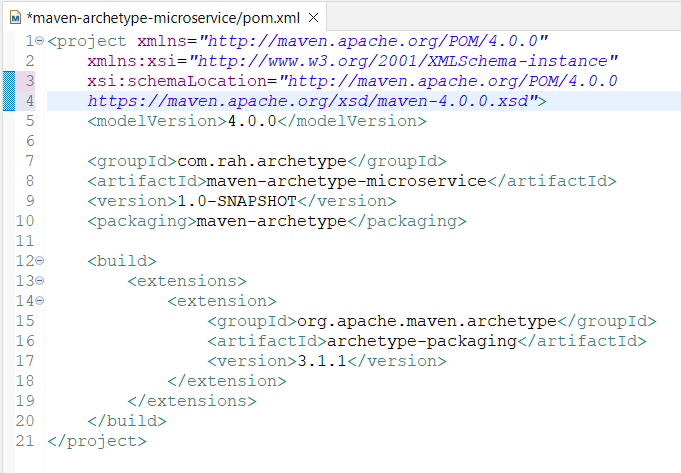 *maven-archetype-microservice/pom.xml
1 <project xmlns="http://maven.apache.org/POM/4.0.0"
2     xmlns:xsi="http://www.w3.org/2001/XMLSchema-instance"
3     xsi:schemaLocation="http://maven.apache.org/POM/4.0.0
4     https://maven.apache.org/xsd/maven-4.0.0.xsd">
5     <modelVersion>4.0.0</modelVersion>
6
7     <groupId>com.rah.archetype</groupId>
8     <artifactId>maven-archetype-microservice</artifactId>
9     <version>1.0-SNAPSHOT</version>
10     <packaging>maven-archetype</packaging>
11
12     <build>
13         <extensions>
14             <extension>
15                 <groupId>org.apache.maven.archetype</groupId>
16                 <artifactId>archetype-packaging</artifactId>
17                 <version>3.1.1</version>
18             </extension>
19         </extensions>
20     </build>
21 </project>